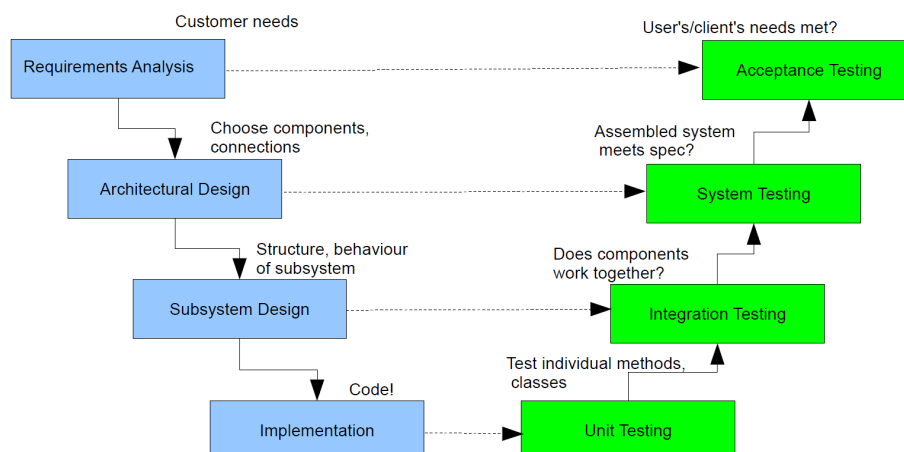 Customer needs
User's/client's needs met?
Requirements Analysis
Acceptance Testing
Choose components,
connections
Assembled system
meets spec?
Architectural Design
System Testing
Structure, behaviour
of subsystem
Does components
work together?
Subsystem Design
Integration Testing
Code!
Test individual methods,
classes
Implementation
Unit Testing